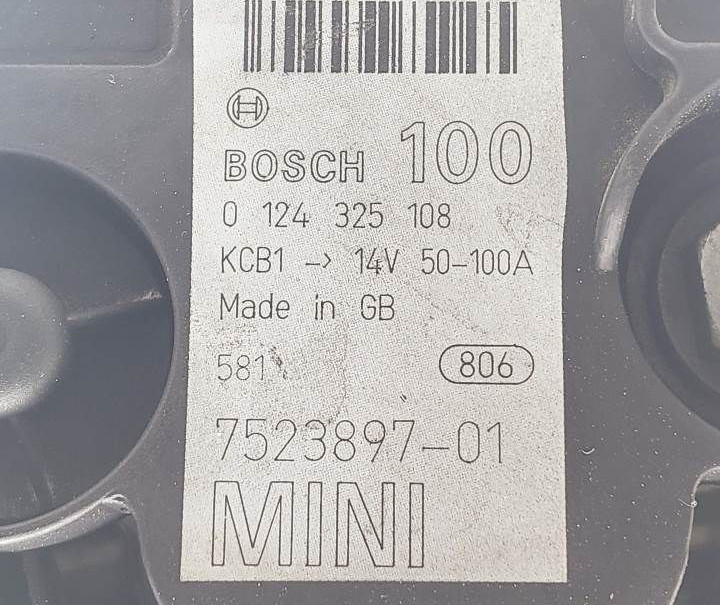 BOSCH 100
0 124 325 108
KCB1 -> 14V 50-100A
Made in GB
581 806
7523897-01
MINI